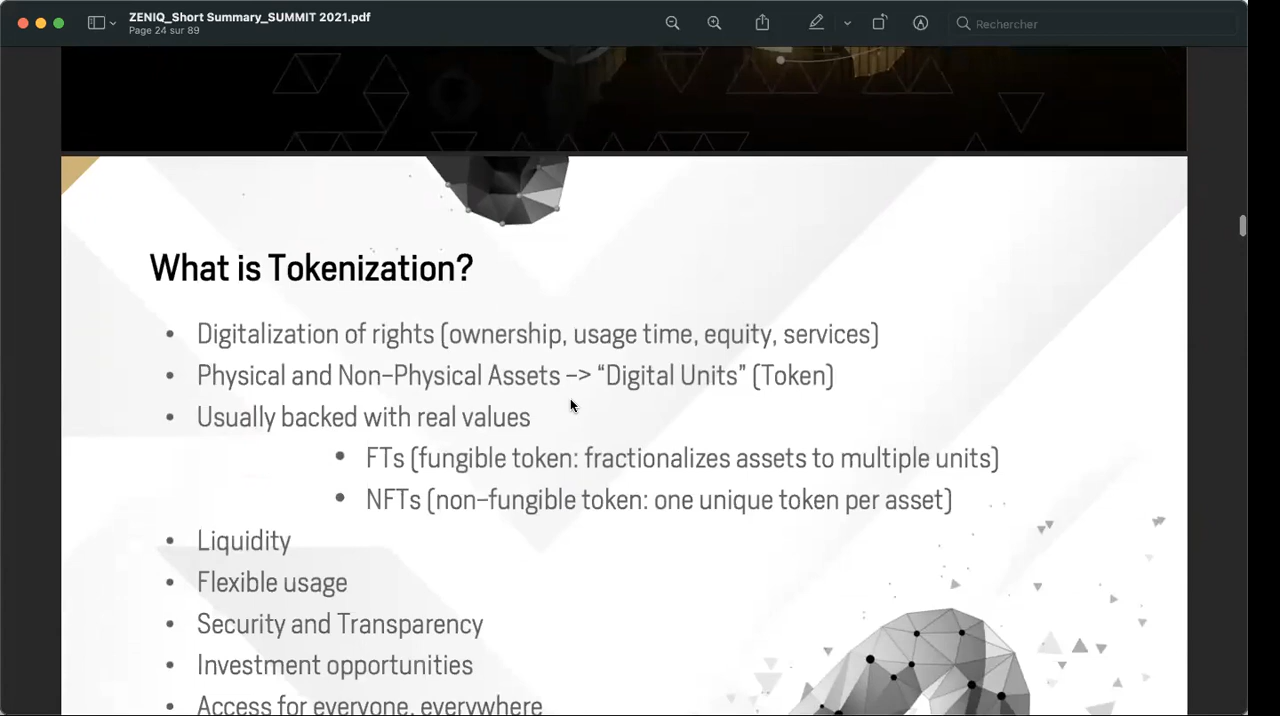 ZENIQ_Short Summary_SUMMIT 2021.pdf
Page 24 sur 89
Rechercher
What is Tokenization?
• Digitalization of rights (ownership, usage time, equity, services)
• Physical and Non-Physical Assets -> “Digital Units” (Token)
• Usually backed with real values
• FTs (fungible token: fractionalizes assets to multiple units)
• NFTs (non-fungible token: one unique token per asset)
• Liquidity
• Flexible usage
• Security and Transparency
• Investment opportunities
• Access for everyone, everywhere